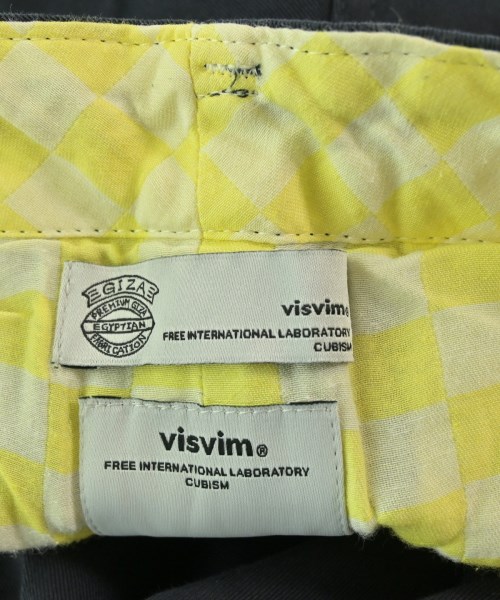 GIZA
PREMIUM GIZA
EGYPTIAN
FABRICATION
visvim®
FREE INTERNATIONAL LABORATORY
CUBISM
visvim®
FREE INTERNATIONAL LABORATORY
CUBISM